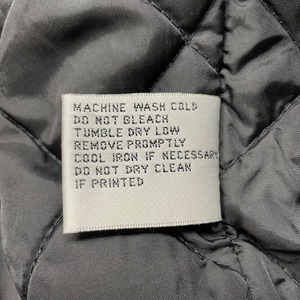 MACHINE WASH COLD
DO NOT BLEACH
TUMBLE DRY LOW
REMOVE PROMPTLY
COOL IRON IF NECESSARY
DO NOT DRY CLEAN
IF PRINTED